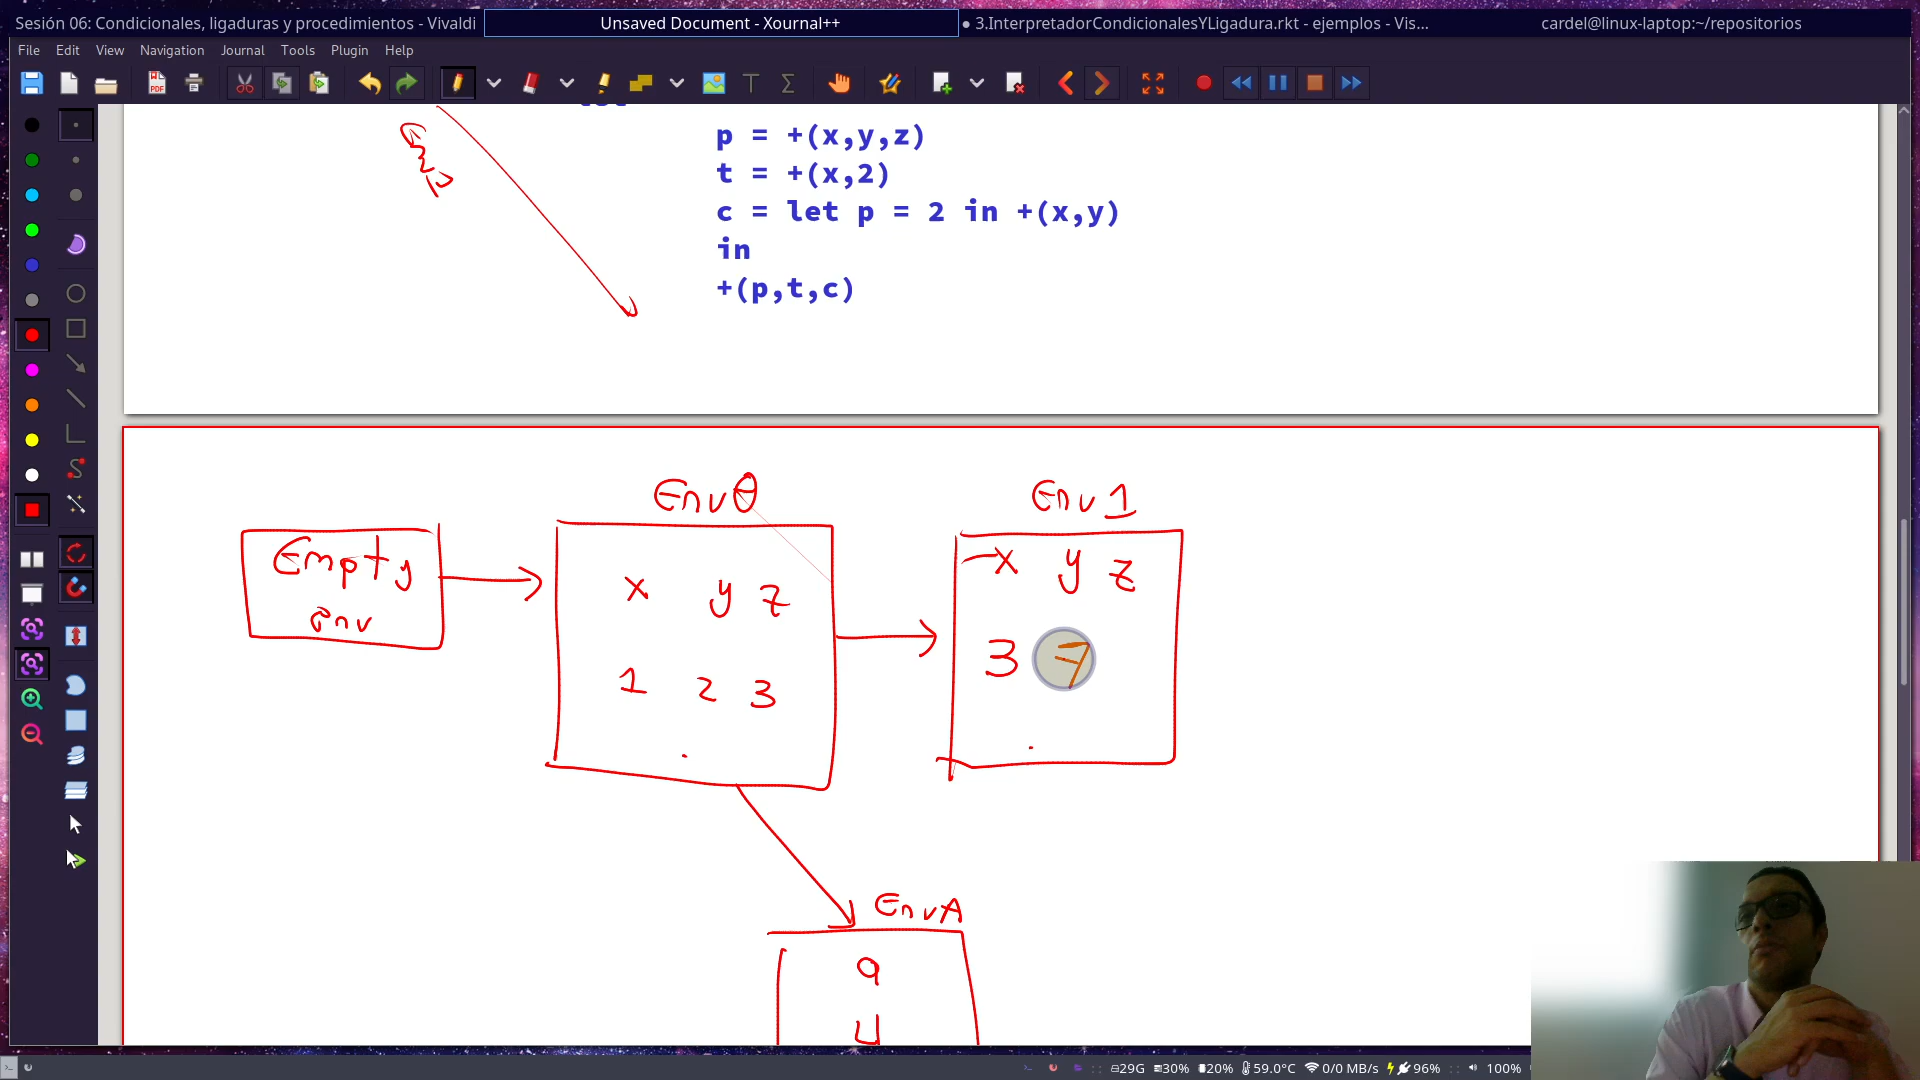 Sesión 06: Condicionales, ligaduras y procedimientos - Vivaldi
Unsaved Document - Xournal++
● 3.InterpretadorCondicionalesYLigadura.rkt - ejemplos - Vis...
cardel@linux-laptop:~/repositorios
File Edit View Navigation Journal Tools Plugin Help
p = +(x,y,z)
t = +(x,2)
c = let p = 2 in +(x,y)
in
+(p,t,c)
Env0
Env1
Empty
env
x y z
1 2 3
x y z
3 7
EnvA
a
4
29G 30% 20% 59.0°C 0/0 MB/s 96% 100%